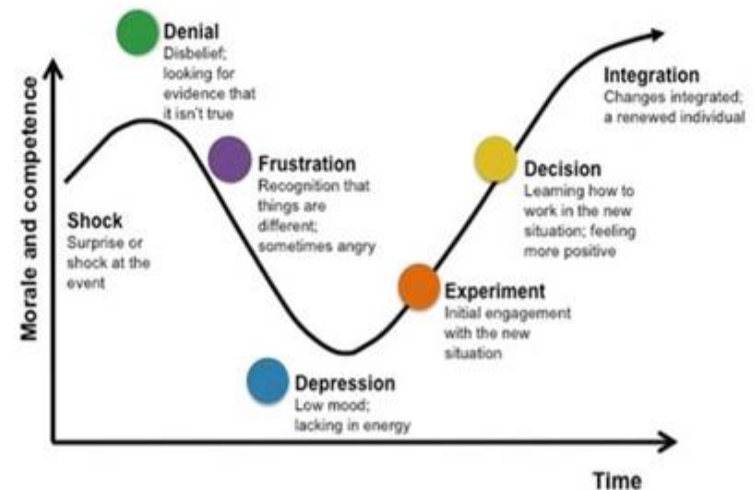 Morale and competence
Denial
Disbelief;
looking for
evidence that
it isn't true
Shock
Surprise or
shock at the
event
Frustration
Recognition that
things are
different;
sometimes angry
Depression
Low mood;
lacking in energy
Experiment
Initial engagement
with the new
situation
Decision
Learning how to
work in the new
situation; feeling
more positive
Integration
Changes integrated;
a renewed individual
Time